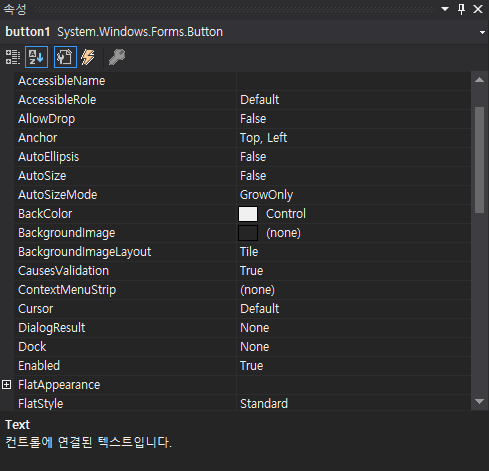 속성
button1 System.Windows.Forms.Button
AccessibleName
AccessibleRole Default
AllowDrop False
Anchor Top, Left
AutoEllipsis False
AutoSize False
AutoSizeMode GrowOnly
BackColor Control
BackgroundImage (none)
BackgroundImageLayout Tile
CausesValidation True
ContextMenuStrip (none)
Cursor Default
DialogResult None
Dock None
Enabled True
FlatAppearance
FlatStyle Standard
Text
컨트롤에 연결된 텍스트입니다.